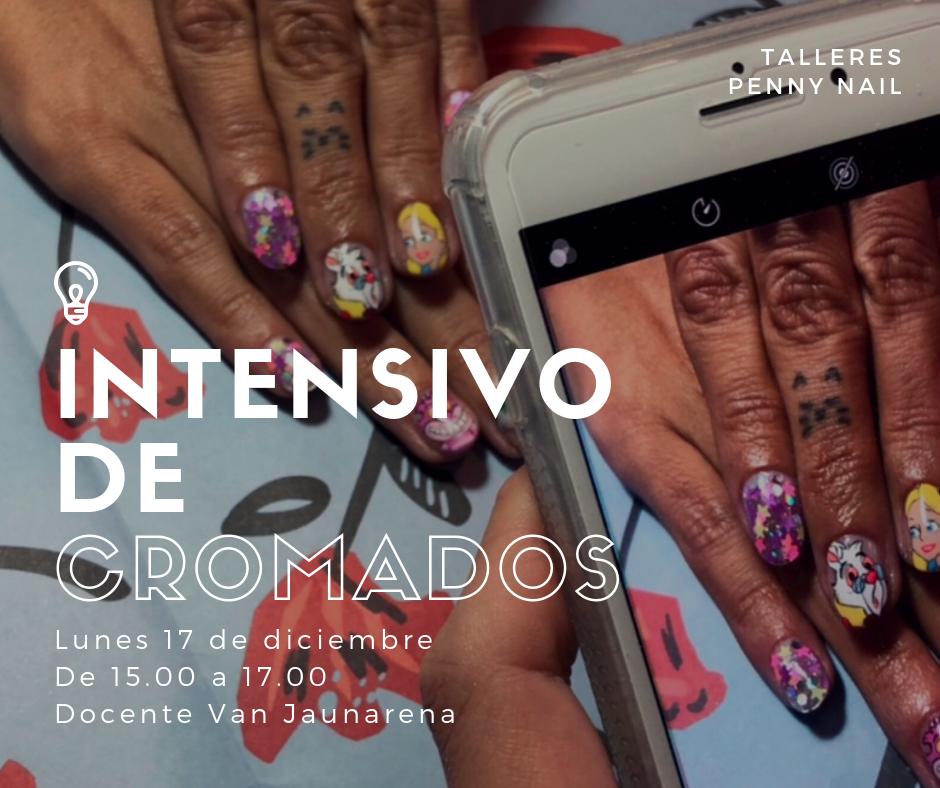 TALLERES
PENNY NAIL
INTENSIVO
DE
CROMADOS
Lunes 17 de diciembre
De 15.00 a 17.00
Docente Van Jaunarena